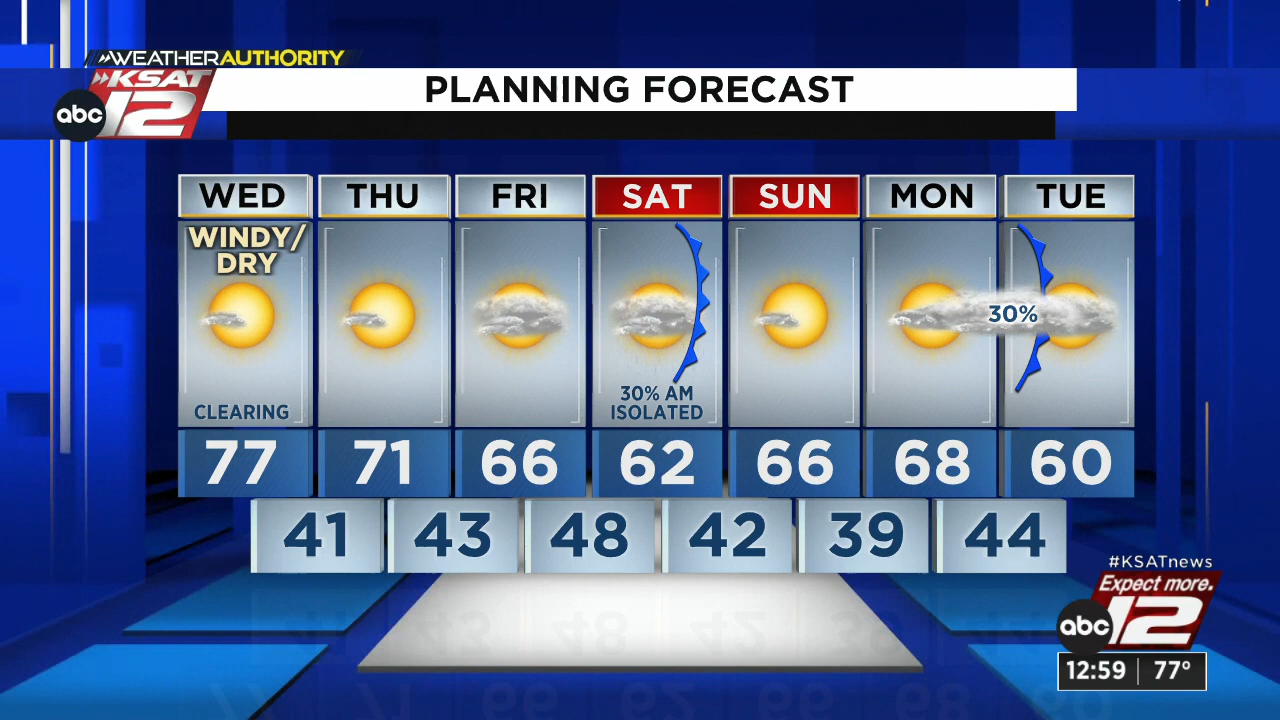 WEATHERAUTHORITY
KSAT
abc 12
PLANNING FORECAST
WED THU FRI SAT SUN MON TUE
WINDY/
DRY
30%
CLEARING
30% AM
ISOLATED
77 71 66 62 66 68 60
41 43 48 42 39 44
#KSATnews
Expect more.
abc 12
12:59 77°